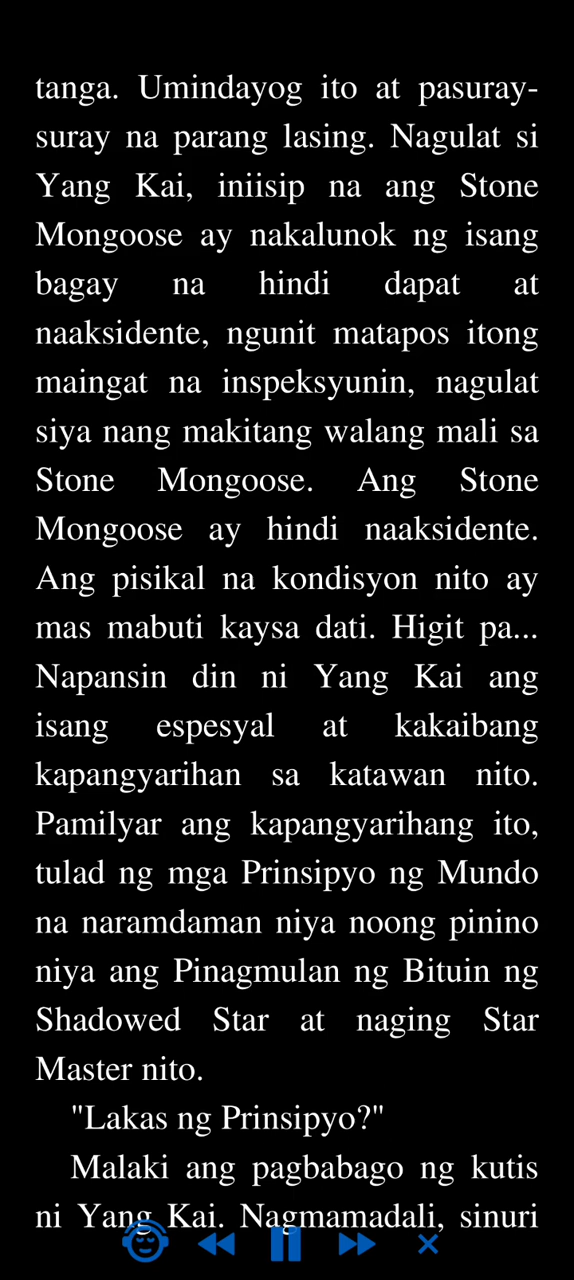 tanga. Umindayog ito at pasuray-
suray na parang lasing. Nagulat si
Yang Kai, iniisip na ang Stone
Mongoose ay nakalunok ng isang
bagay na hindi dapat at
naaksidente, ngunit matapos itong
maingat na inspeksyunin, nagulat
siya nang makitang walang mali sa
Stone Mongoose. Ang Stone
Mongoose ay hindi naaksidente.
Ang pisikal na kondisyon nito ay
mas mabuti kaysa dati. Higit pa...
Napansin din ni Yang Kai ang
isang espesyal at kakaibang
kapangyarihan sa katawan nito.
Pamilyar ang kapangyarihang ito,
tulad ng mga Prinsipyo ng Mundo
na naramdaman niya noong pinino
niya ang Pinagmulan ng Bituin ng
Shadowed Star at naging Star
Master nito.
"Lakas ng Prinsipyo?"
Malaki ang pagbabago ng kutis
ni Yang Kai. Nagmamadali, sinuri